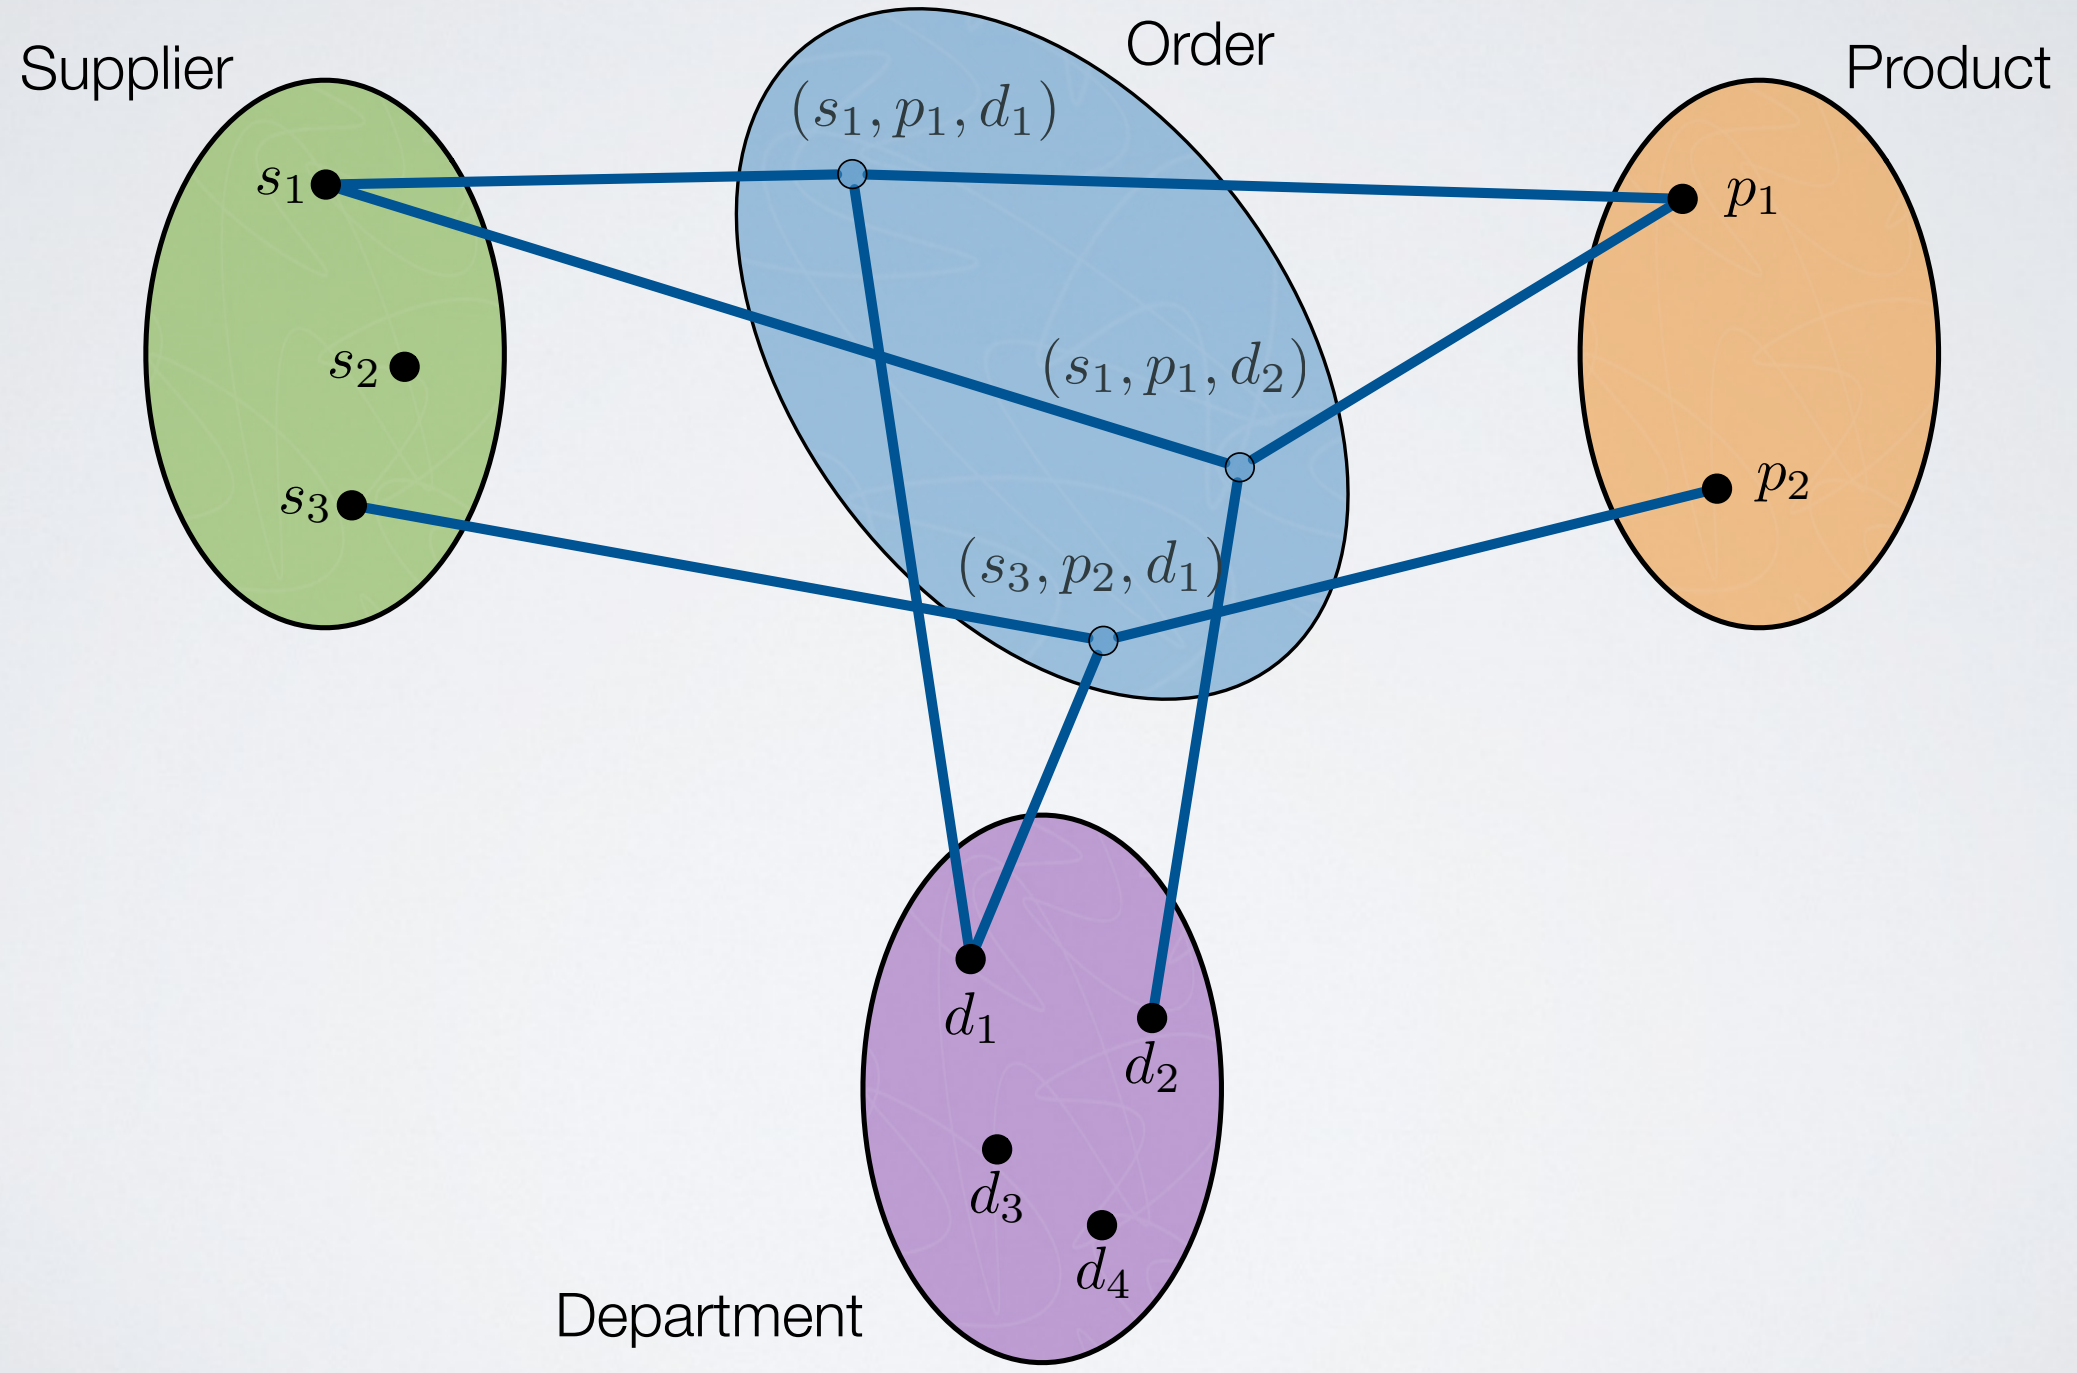 Supplier
Order
Product
(s₁, p₁, d₁)
s₁
p₁
s₂
(s₁, p₁, d₂)
s₃
p₂
(s₃, p₂, d₁)
d₁
d₂
d₃
d₄
Department